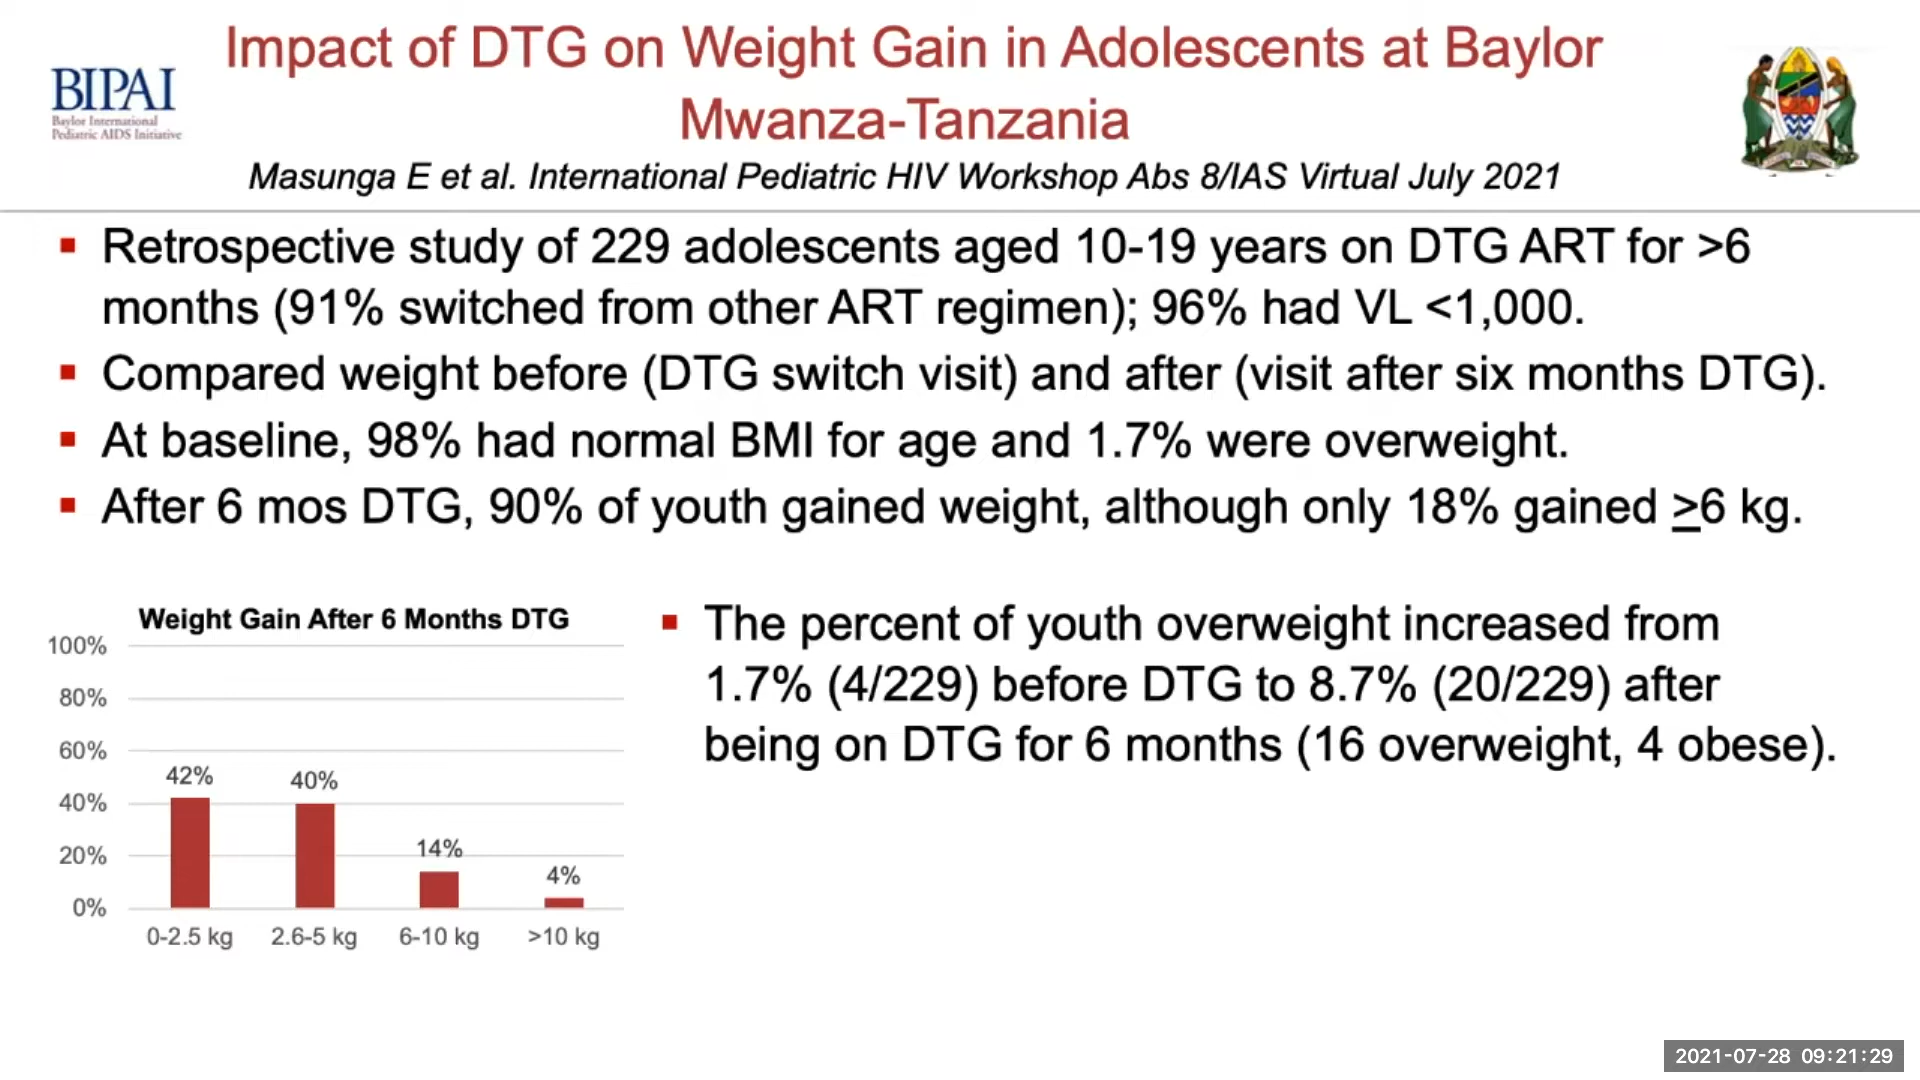 Impact of DTG on Weight Gain in Adolescents at Baylor
Mwanza-Tanzania
BIPAI
Baylor International
Pediatric AIDS Initiative
Masunga E et al. International Pediatric HIV Workshop Abs 8/IAS Virtual July 2021
▪ Retrospective study of 229 adolescents aged 10-19 years on DTG ART for >6
months (91% switched from other ART regimen); 96% had VL <1,000.
▪ Compared weight before (DTG switch visit) and after (visit after six months DTG).
▪ At baseline, 98% had normal BMI for age and 1.7% were overweight.
▪ After 6 mos DTG, 90% of youth gained weight, although only 18% gained ≥6 kg.
Weight Gain After 6 Months DTG
100%
80%
60%
40%
20%
0%
42%
40%
14%
4%
0-2.5 kg
2.6-5 kg
6-10 kg
>10 kg
▪ The percent of youth overweight increased from
1.7% (4/229) before DTG to 8.7% (20/229) after
being on DTG for 6 months (16 overweight, 4 obese).
2021-07-28 09:21:29